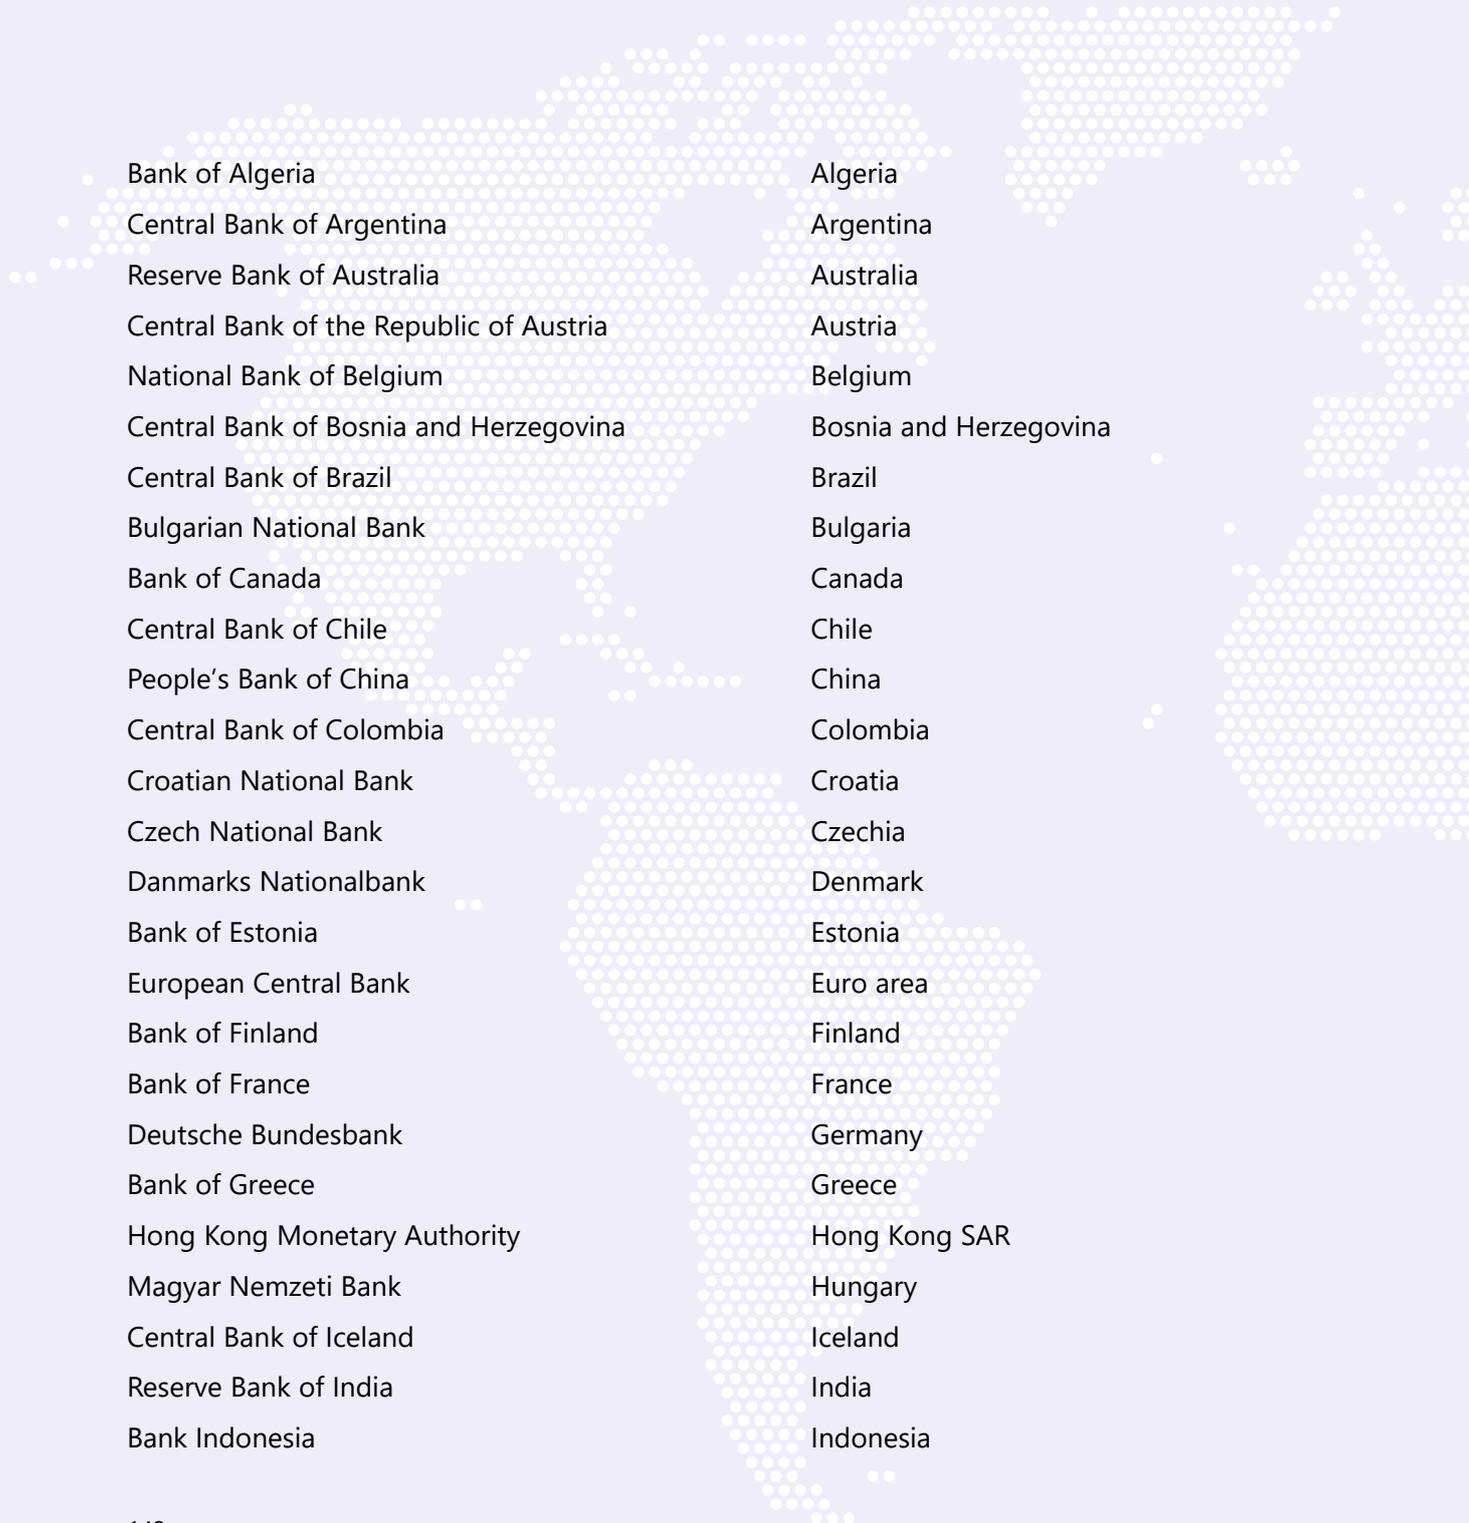 Bank of Algeria Algeria
Central Bank of Argentina Argentina
Reserve Bank of Australia Australia
Central Bank of the Republic of Austria Austria
National Bank of Belgium Belgium
Central Bank of Bosnia and Herzegovina Bosnia and Herzegovina
Central Bank of Brazil Brazil
Bulgarian National Bank Bulgaria
Bank of Canada Canada
Central Bank of Chile Chile
People’s Bank of China China
Central Bank of Colombia Colombia
Croatian National Bank Croatia
Czech National Bank Czechia
Danmarks Nationalbank Denmark
Bank of Estonia Estonia
European Central Bank Euro area
Bank of Finland Finland
Bank of France France
Deutsche Bundesbank Germany
Bank of Greece Greece
Hong Kong Monetary Authority Hong Kong SAR
Magyar Nemzeti Bank Hungary
Central Bank of Iceland Iceland
Reserve Bank of India India
Bank Indonesia Indonesia